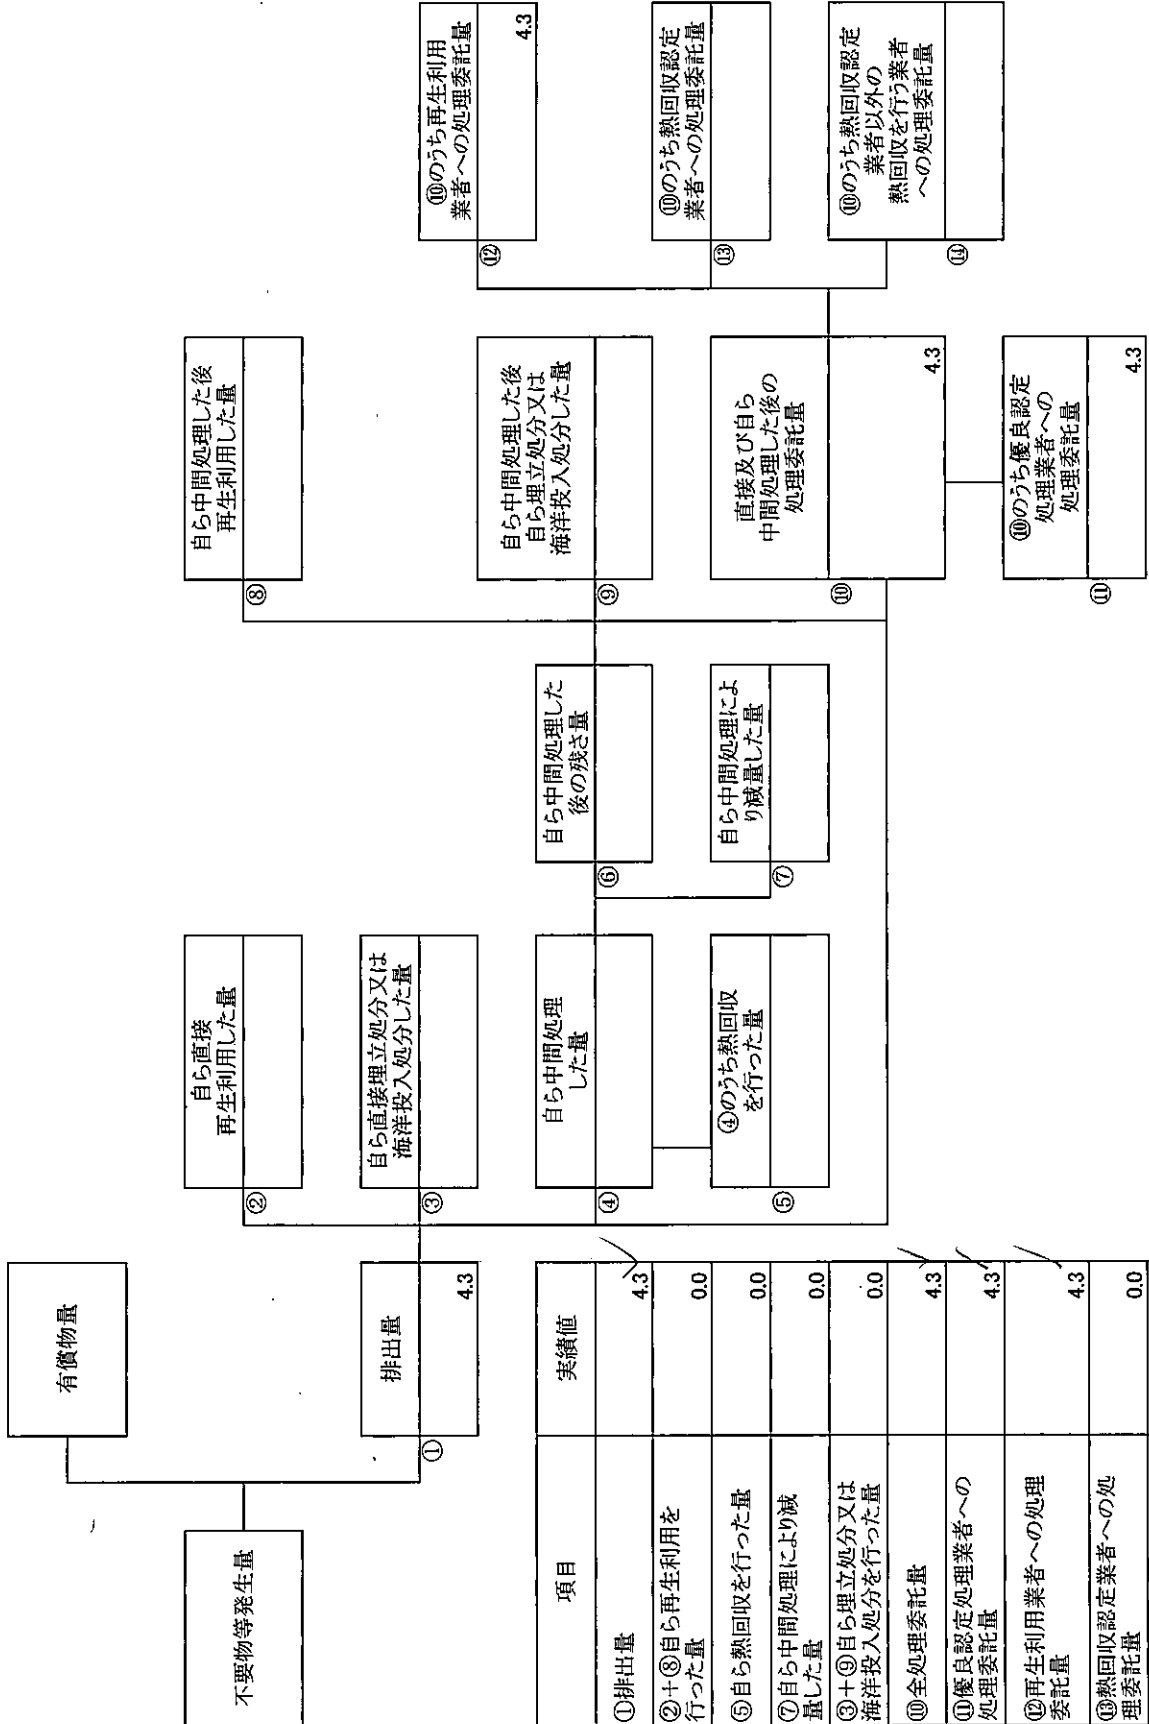 不要物等発生量
有償物量
排出量
①
4.3
自ら直接
再生利用した量
②
自ら直接埋立処分又は
海洋投入処分した量
③
自ら中間処理
した量
④
④のうち熱回収
を行った量
⑤
自ら中間処理した
後の残さ量
⑥
自ら中間処理によ
り減量した量
⑦
自ら中間処理した後
再生利用した量
⑧
自ら中間処理した後
自ら埋立処分又は
海洋投入処分した量
⑨
直接及び自ら
中間処理した後の
処理委託量
⑩
4.3
⑩のうち優良認定
処理業者への
処理委託量
⑪
4.3
⑩のうち再生利用
業者への処理委託量
⑫
4.3
⑩のうち熱回収認定
業者への処理委託量
⑬
⑩のうち熱回収認定
業者以外の
熱回収を行う業者
への処理委託量
⑭
項目 実績値
①排出量 4.3
②+⑧自ら再生利用を
行った量 0.0
⑤自ら熱回収を行った量 0.0
⑦自ら中間処理により減
量した量 0.0
③+⑨自ら埋立処分又は
海洋投入処分を行った量 0.0
⑩全処理委託量 4.3
⑪優良認定処理業者への
処理委託量 4.3
⑫再生利用業者への処理
委託量 4.3
⑬熱回収認定業者への処
理委託量 0.0